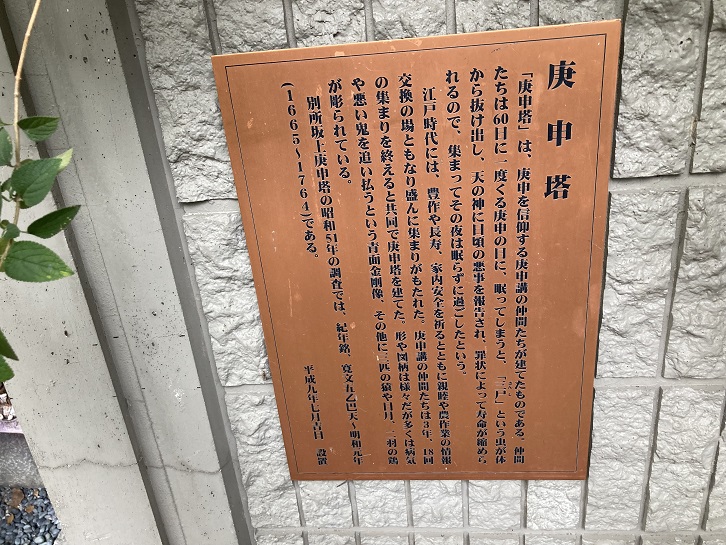 庚申塔
「庚申塔」は、庚申を信仰する庚申講の仲間たちが建てたものである。仲間
たちは60日に一度くる庚申の日に、眠ってしまうと、「三尸」という虫が体
から抜け出し、天の神に日頃の悪事を報告され、罪状によって寿命が縮めら
れるので、集まってその夜は眠らずに過ごしたという。
江戸時代には、豊作や長寿、家内安全を祈るとともに親睦や農作業の情報
交換の場ともなり盛んに集まりがもたれた。庚申講の仲間たちは3年、18回
の集まりを終えると共同で庚申塔を建てた。形や図柄は様々だが多くは病気
や悪い鬼を追い払うという青面金剛像、その他に三匹の猿や日月、二羽の鶏
が彫られている。
別所坂上庚申塔の昭和51年の調査では、紀年銘、寛文五乙巳天〜明和元年
(1665〜1764)である。
平成九年七月吉日 設置